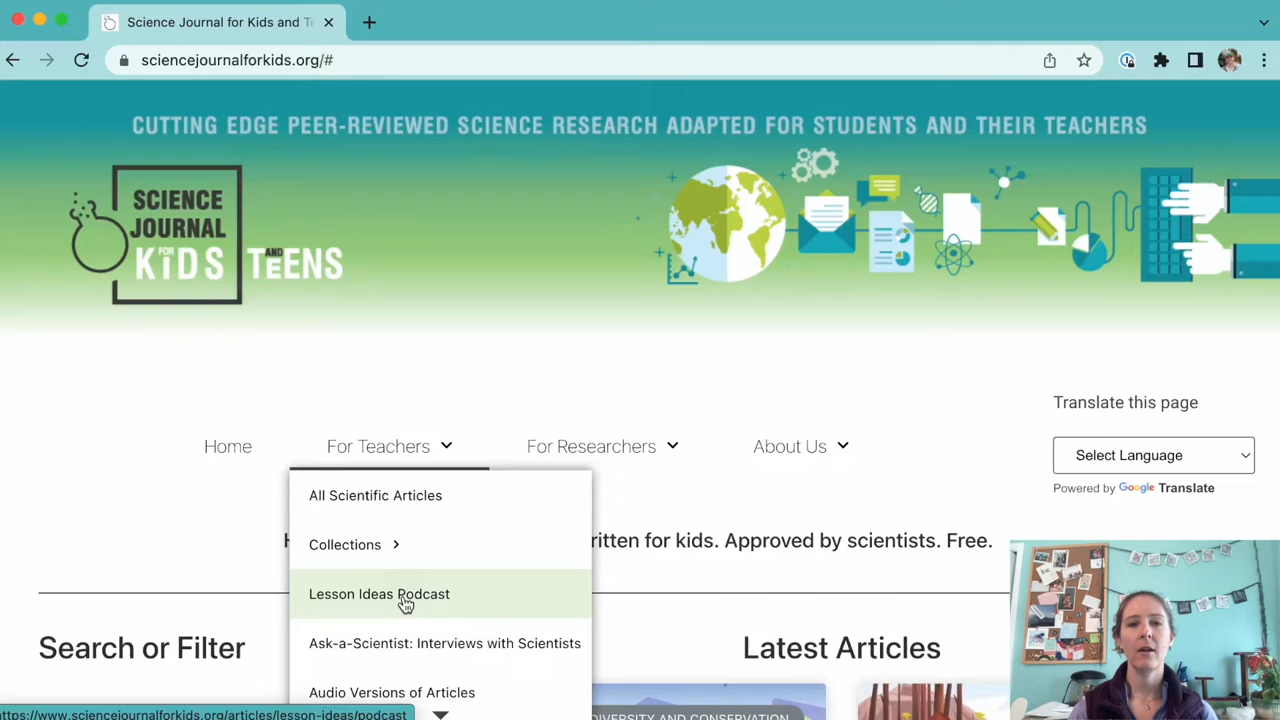 Science Journal for Kids and Te
sciencejournalforkids.org/#
CUTTING EDGE PEER-REVIEWED SCIENCE RESEARCH ADAPTED FOR STUDENTS AND THEIR TEACHERS
SCIENCE
JOURNAL
FOR KIDS AND TEENS
Translate this page
Home
For Teachers
For Researchers
About Us
Select Language
Powered by Google Translate
All Scientific Articles
Collections
ritten for kids. Approved by scientists. Free.
Lesson Ideas Podcast
Ask-a-Scientist: Interviews with Scientists
Search or Filter
Latest Articles
Audio Versions of Articles
https://www.sciencejournalforkids.org/articles/lesson-ideas/podcast
DIVERSITY AND CONSERVATION